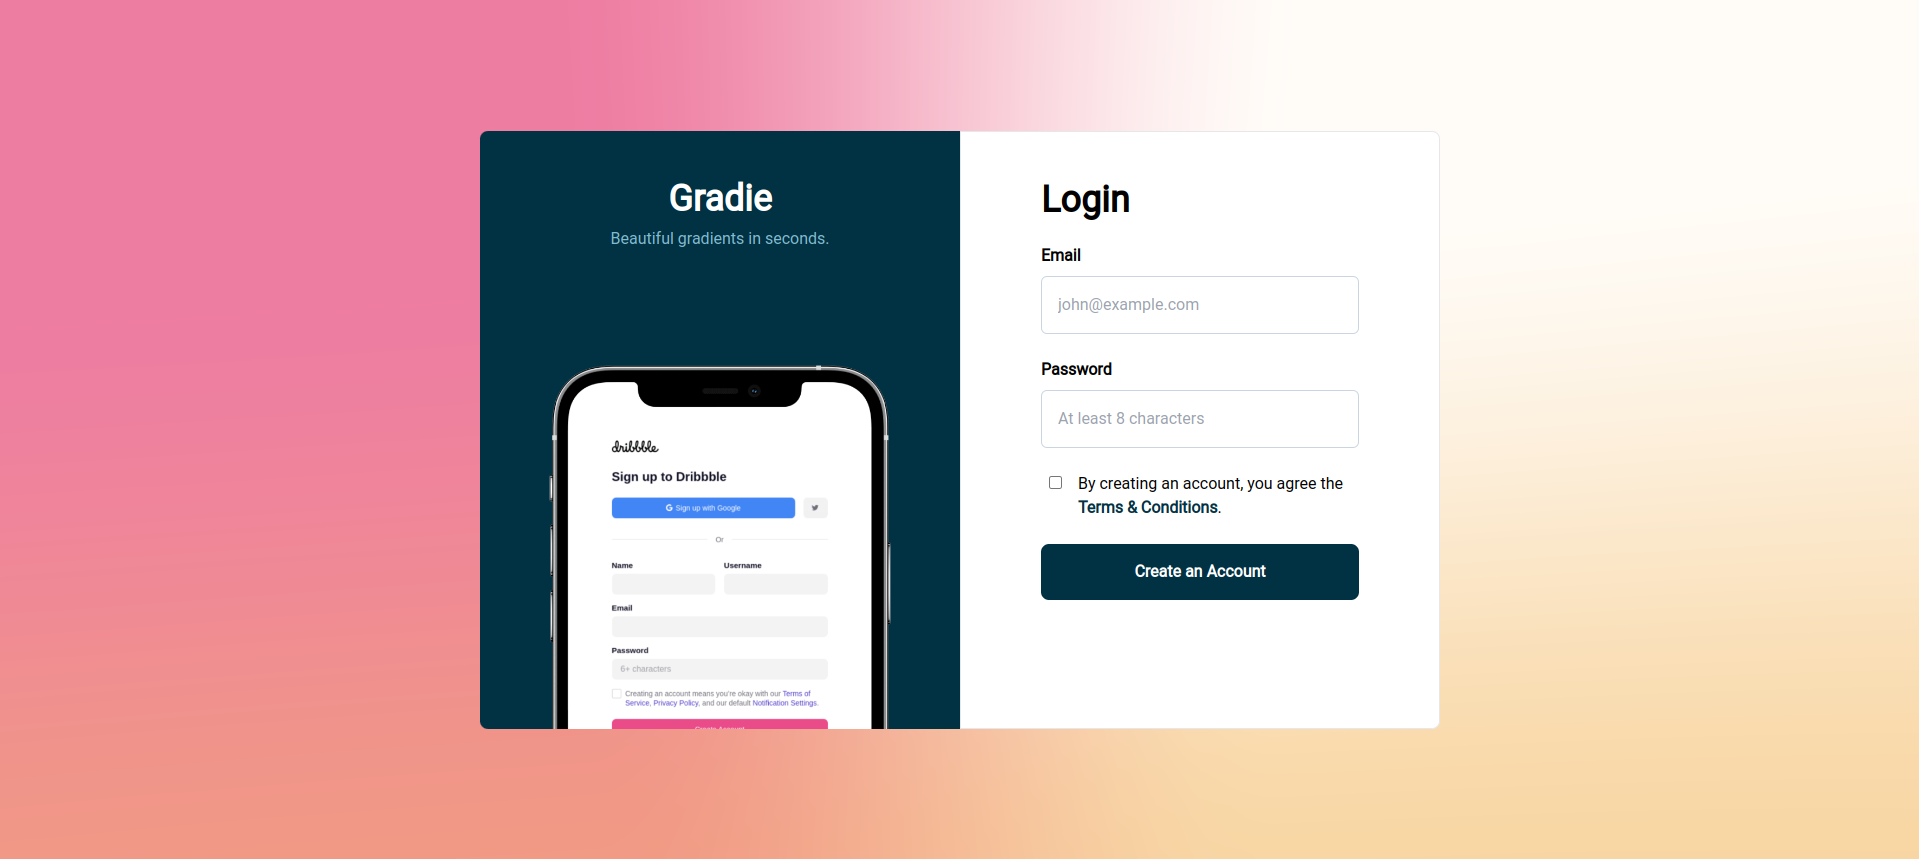 Gradie
Beautiful gradients in seconds.
dribbble
Sign up to Dribbble
G Sign up with Google
Or
Name Username
Email
Password
6+ characters
Creating an account means you're okay with our Terms of
Service, Privacy Policy, and our default Notification Settings.
Create Account
Login
Email
john@example.com
Password
At least 8 characters
By creating an account, you agree the
Terms & Conditions.
Create an Account